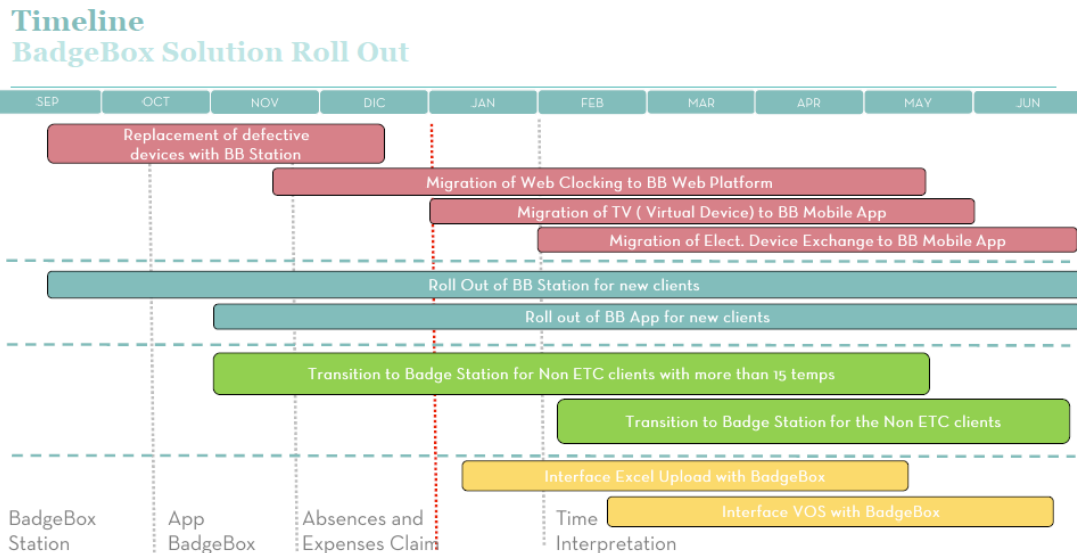 Timeline
BadgeBox Solution Roll Out
SEP OCT NOV DIC JAN FEB MAR APR MAY JUN
Replacement of defective
devices with BB Station
Migration of Web Clocking to BB Web Platform
Migration of TV ( Virtual Device) to BB Mobile App
Migration of Elect. Device Exchange to BB Mobile App
Roll Out of BB Station for new clients
Roll out of BB App for new clients
Transition to Badge Station for Non ETC clients with more than 15 temps
Transition to Badge Station for the Non ETC clients
Interface Excel Upload with BadgeBox
Interface VOS with BadgeBox
BadgeBox
Station
App
BadgeBox
Absences and
Expenses Claim
Time
Interpretation